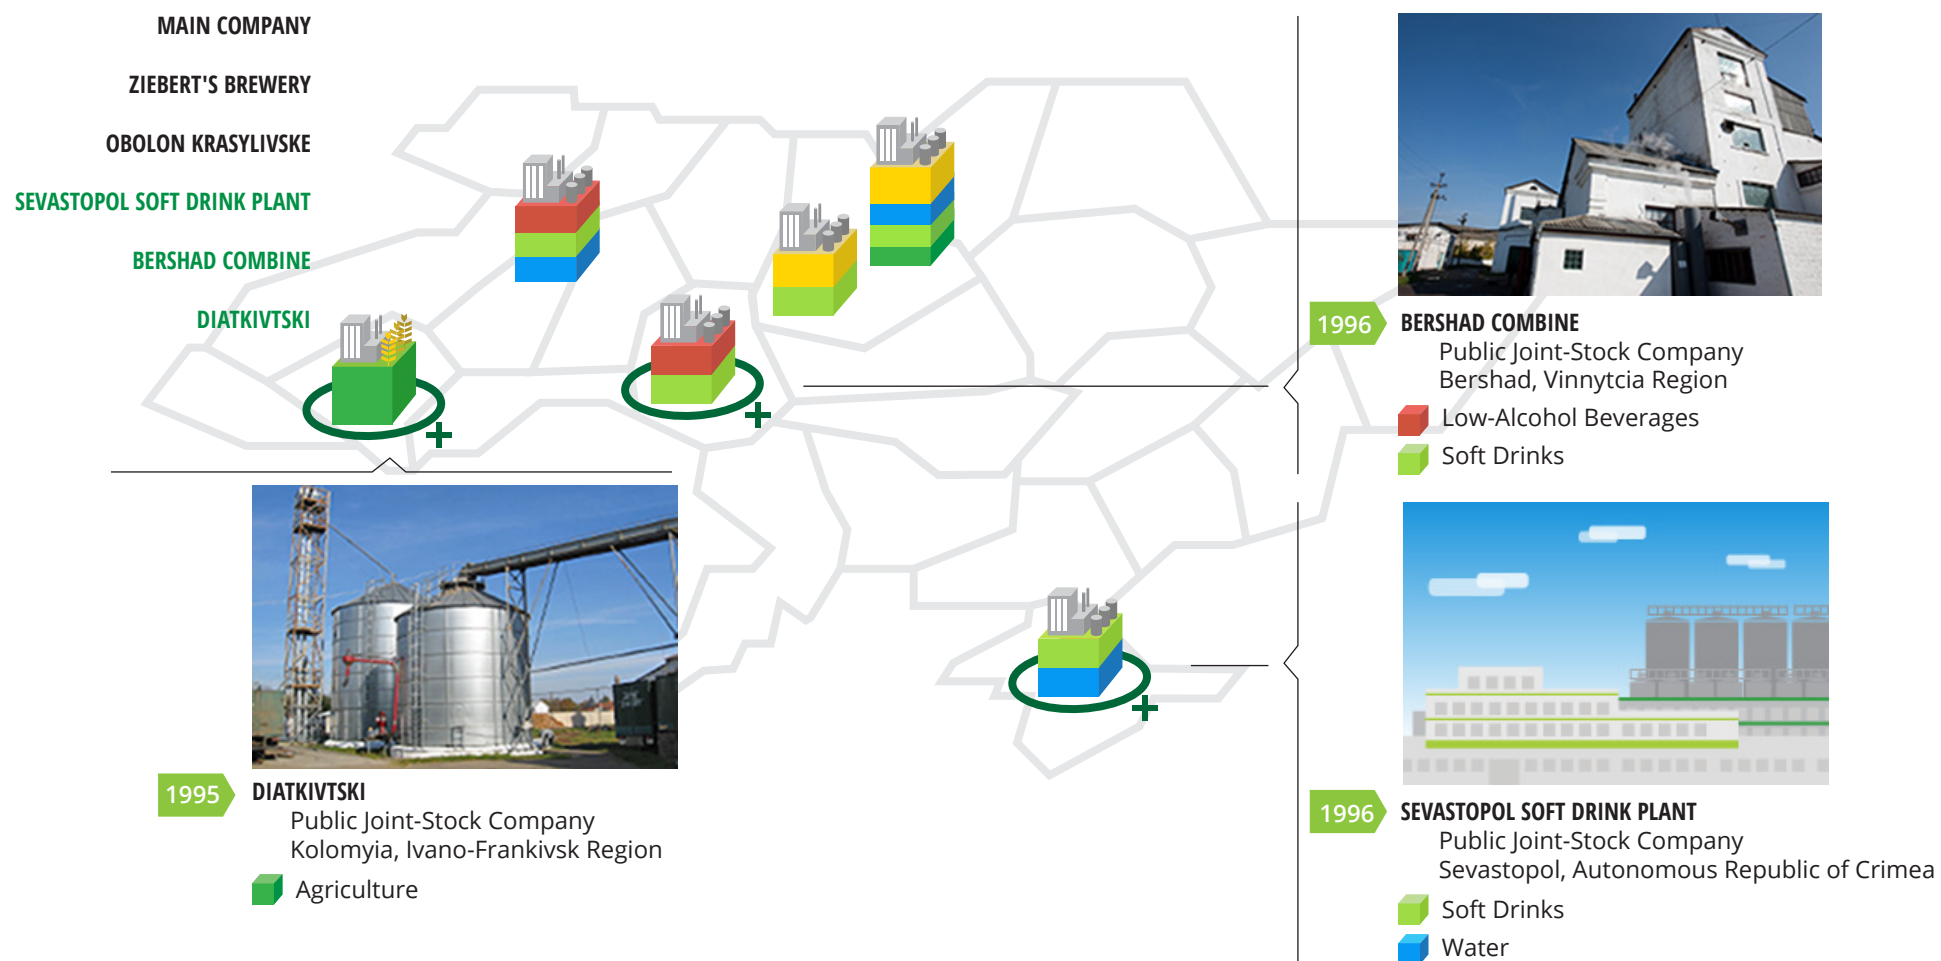 MAIN COMPANY
ZIEBERT'S BREWERY
OBOLON KRASYLIVSKE
SEVASTOPOL SOFT DRINK PLANT
BERSHAD COMBINE
DIATKIVTSKI
1996
BERSHAD COMBINE
Public Joint-Stock Company
Bershad, Vinnytcia Region
Low-Alcohol Beverages
Soft Drinks
1995
DIATKIVTSKI
Public Joint-Stock Company
Kolomyia, Ivano-Frankivsk Region
Agriculture
1996
SEVASTOPOL SOFT DRINK PLANT
Public Joint-Stock Company
Sevastopol, Autonomous Republic of Crimea
Soft Drinks
Water